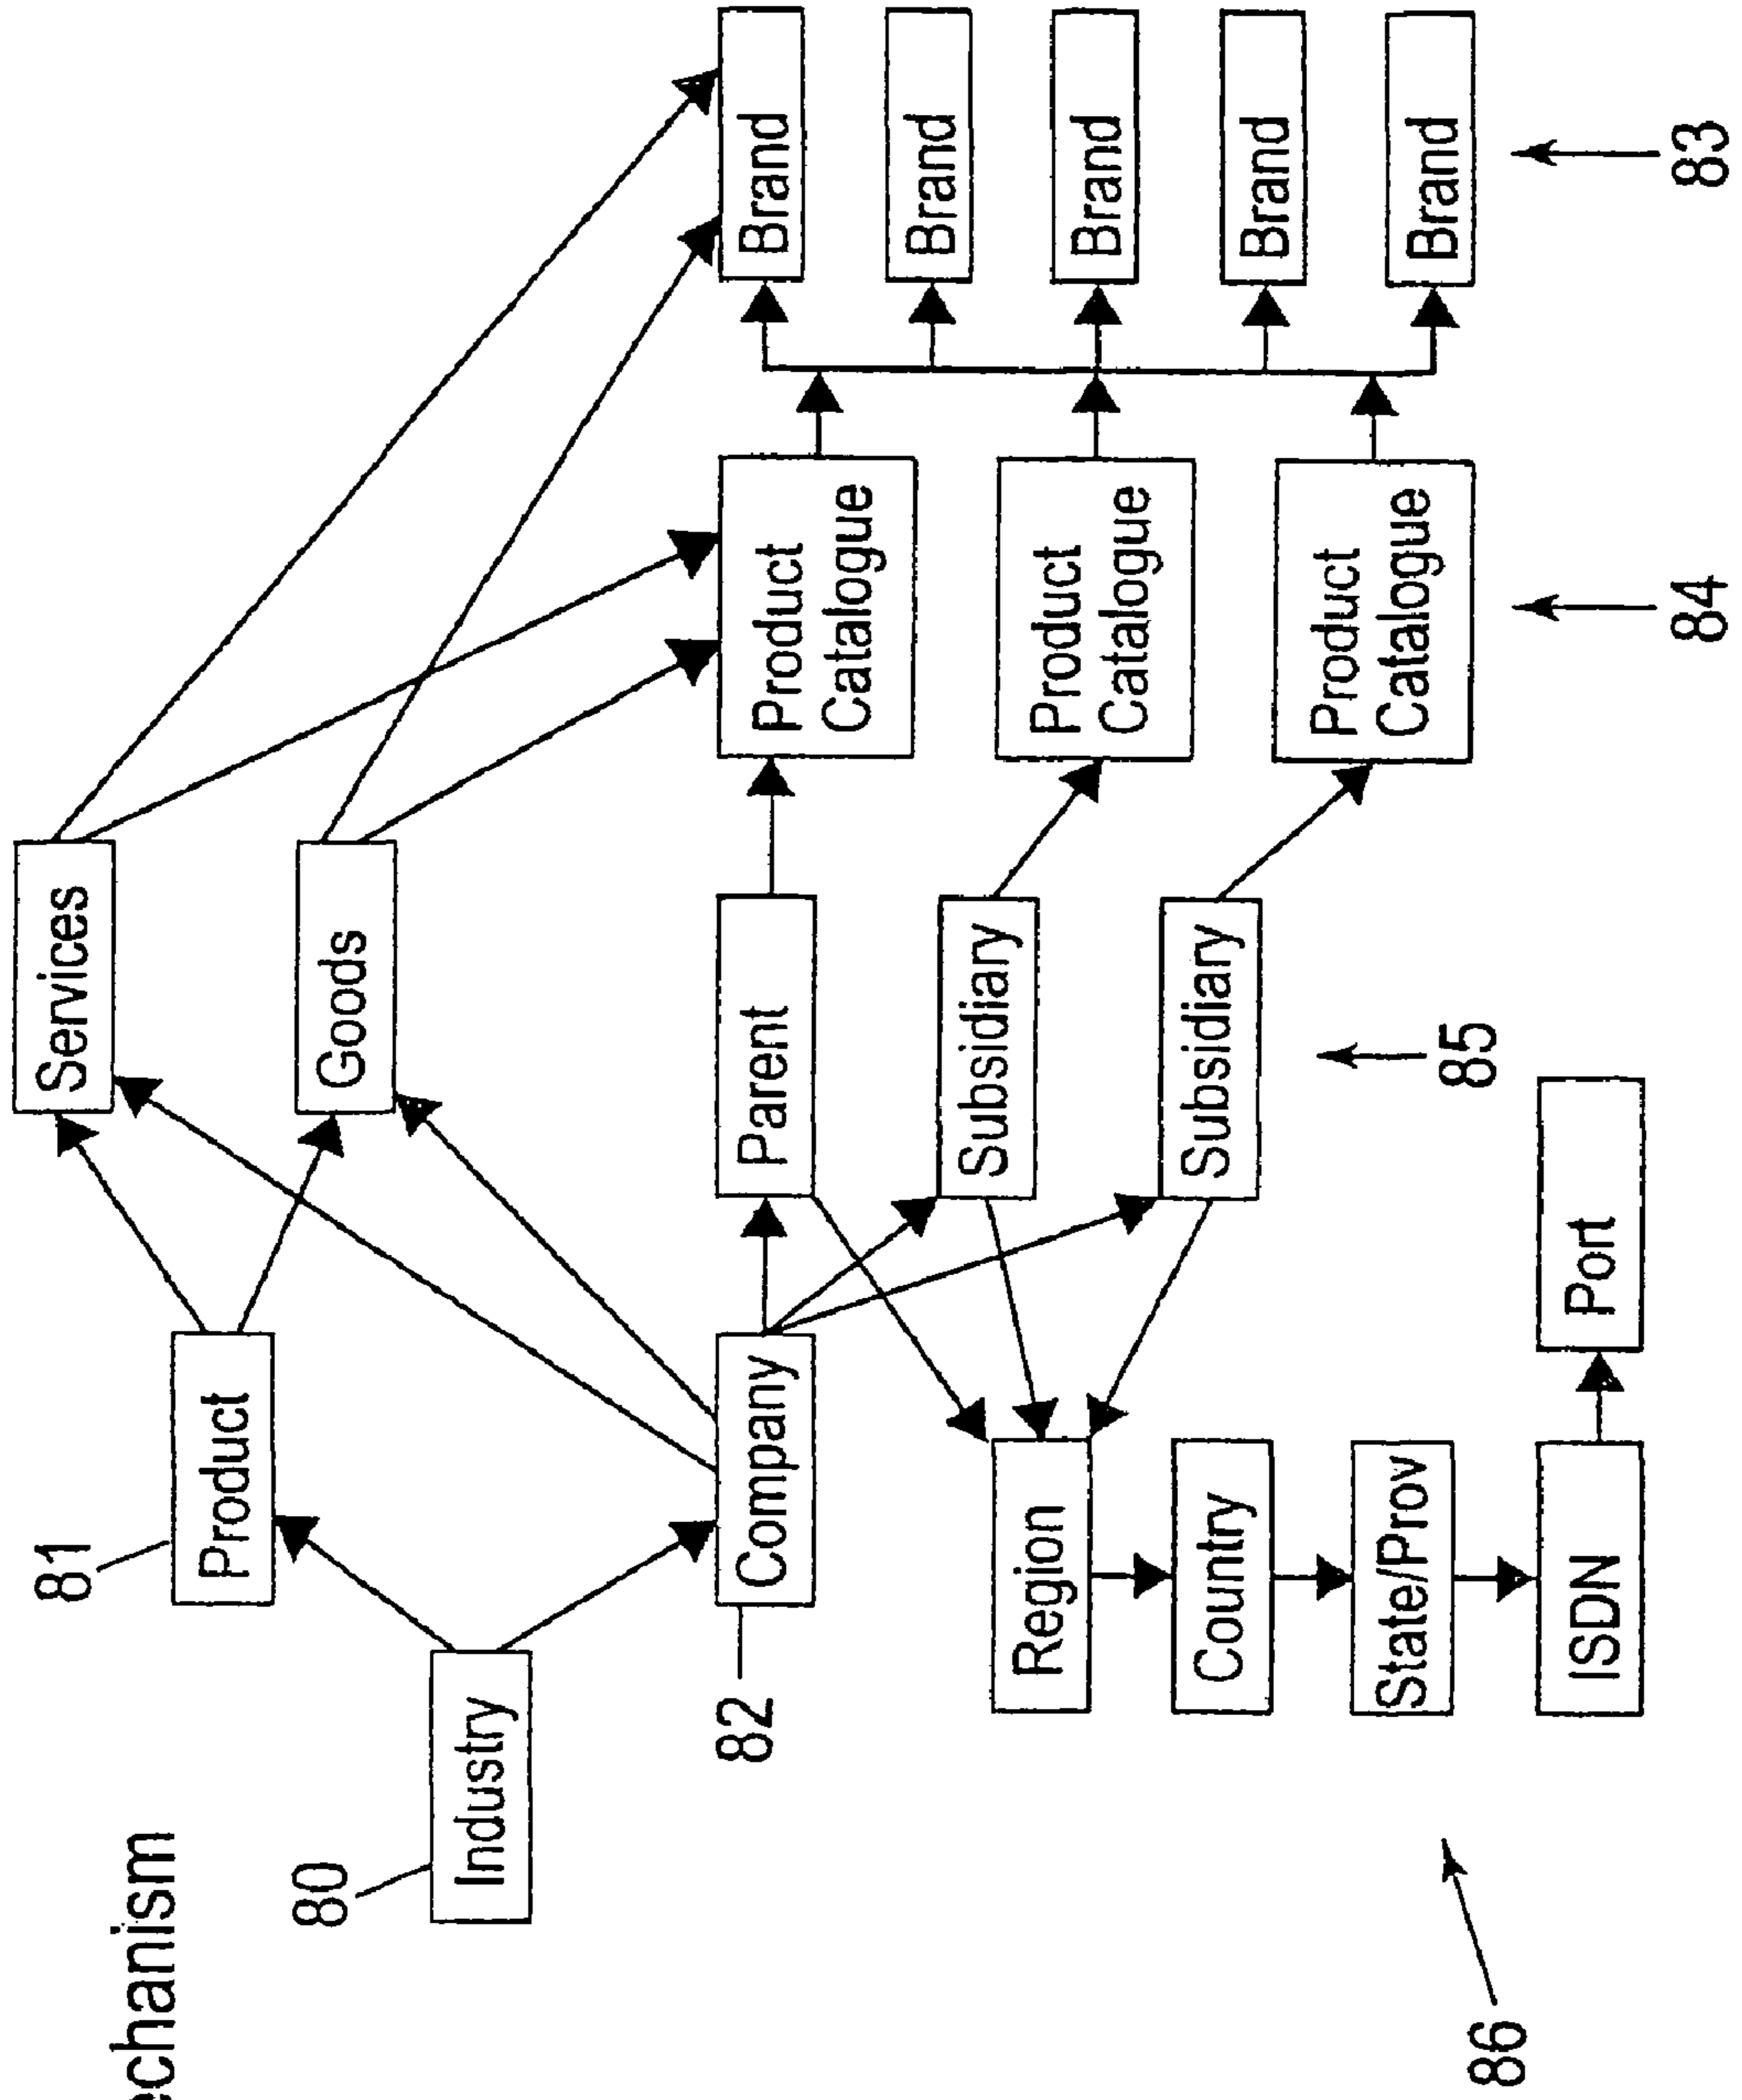 echanism
81
80
82
Industry
Product
Company
Services
Goods
Parent
Subsidiary
Subsidiary
85
Product
Catalogue
Product
Catalogue
Product
Catalogue
84
Brand
Brand
Brand
Brand
Brand
83
Region
Country
State/Prov
ISDN
Port
86